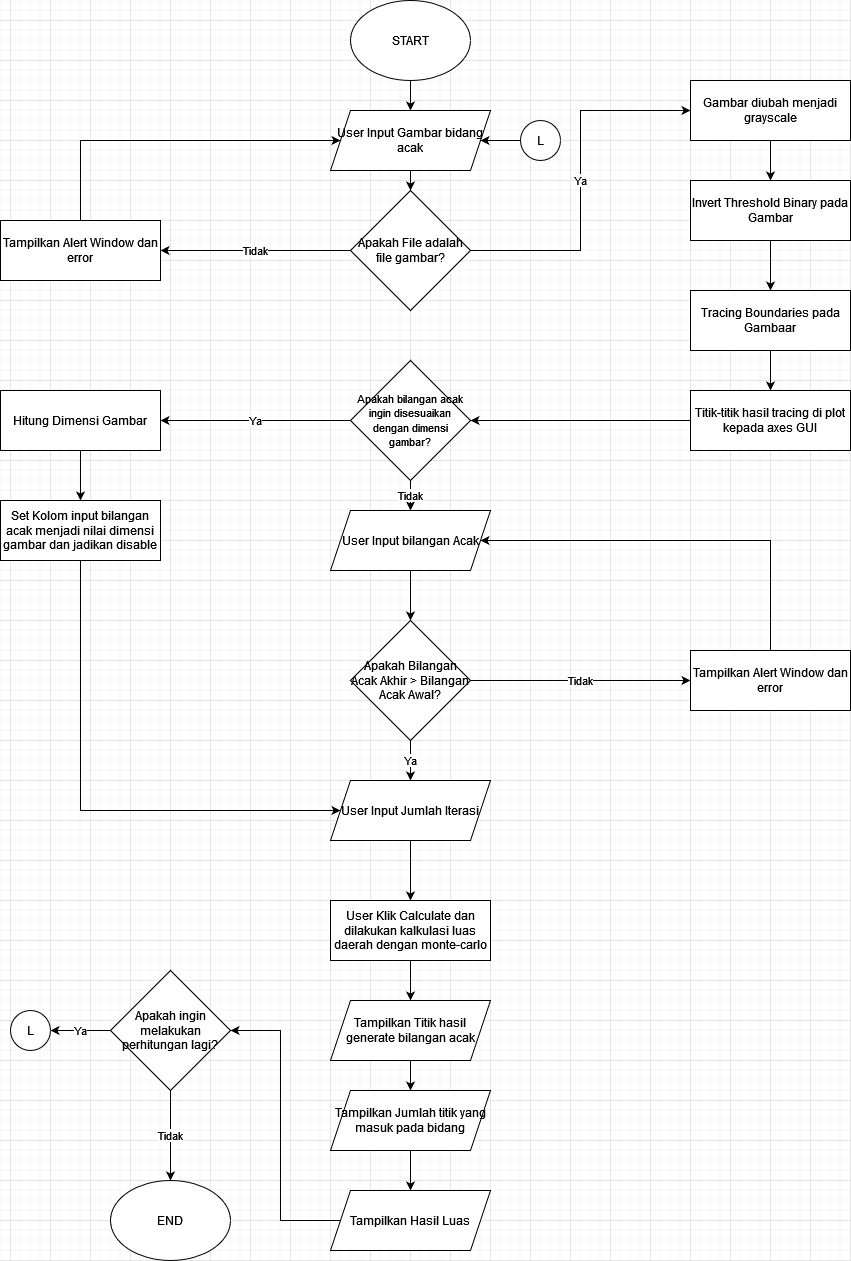 START
User Input Gambar bidang
acak
L
Gambar diubah menjadi
grayscale
Ya
Invert Threshold Binary pada
Gambar
Tampilkan Alert Window dan
error
Tidak
Apakah File adalah
file gambar?
Tracing Boundaries pada
Gambaar
Hitung Dimensi Gambar
Ya
Apakah bilangan acak
ingin disesuaikan
dengan dimensi
gambar?
Titik-titik hasil tracing di plot
kepada axes GUI
Tidak
Set Kolom input bilangan
acak menjadi nilai dimensi
gambar dan jadikan disable
User Input bilangan Acak
Apakah Bilangan
Acak Akhir > Bilangan
Acak Awal?
Tidak
Tampilkan Alert Window dan
error
Ya
User Input Jumlah Iterasi
User Klik Calculate dan
dilakukan kalkulasi luas
daerah dengan monte-carlo
Tampilkan Titik hasil
generate bilangan acak
L
Ya
Apakah ingin
melakukan
perhitungan lagi?
Tampilkan Jumlah titik yang
masuk pada bidang
Tidak
END
Tampilkan Hasil Luas